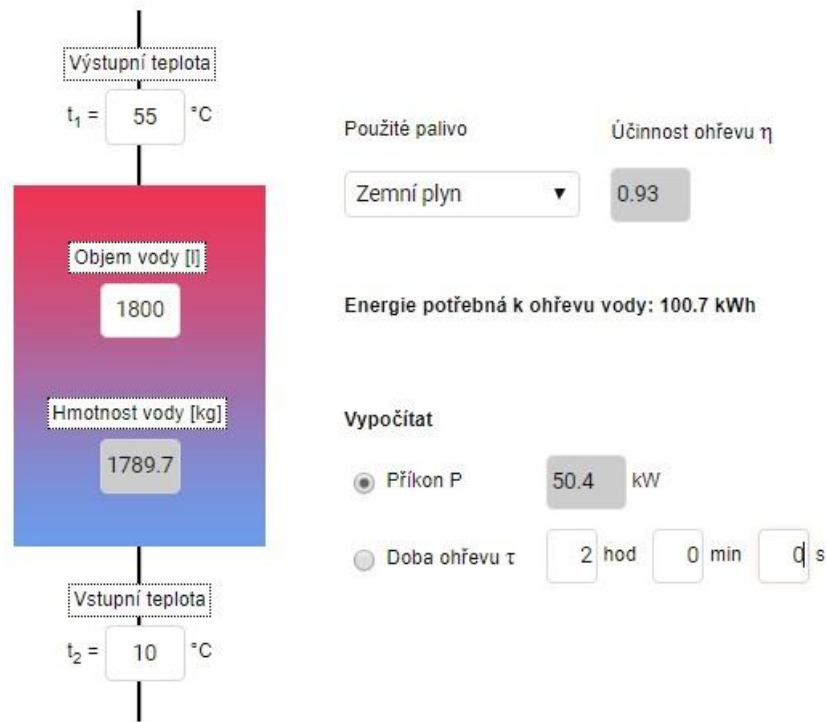 Výstupní teplota
t₁ = 55 °C
Objem vody [l]
1800
Hmotnost vody [kg]
1789.7
Vstupní teplota
t₂ = 10 °C
Použité palivo
Zemní plyn
Účinnost ohřevu η
0.93
Energie potřebná k ohřevu vody: 100.7 kWh
Vypočítat
Příkon P 50.4 kW
Doba ohřevu τ 2 hod 0 min 0 s